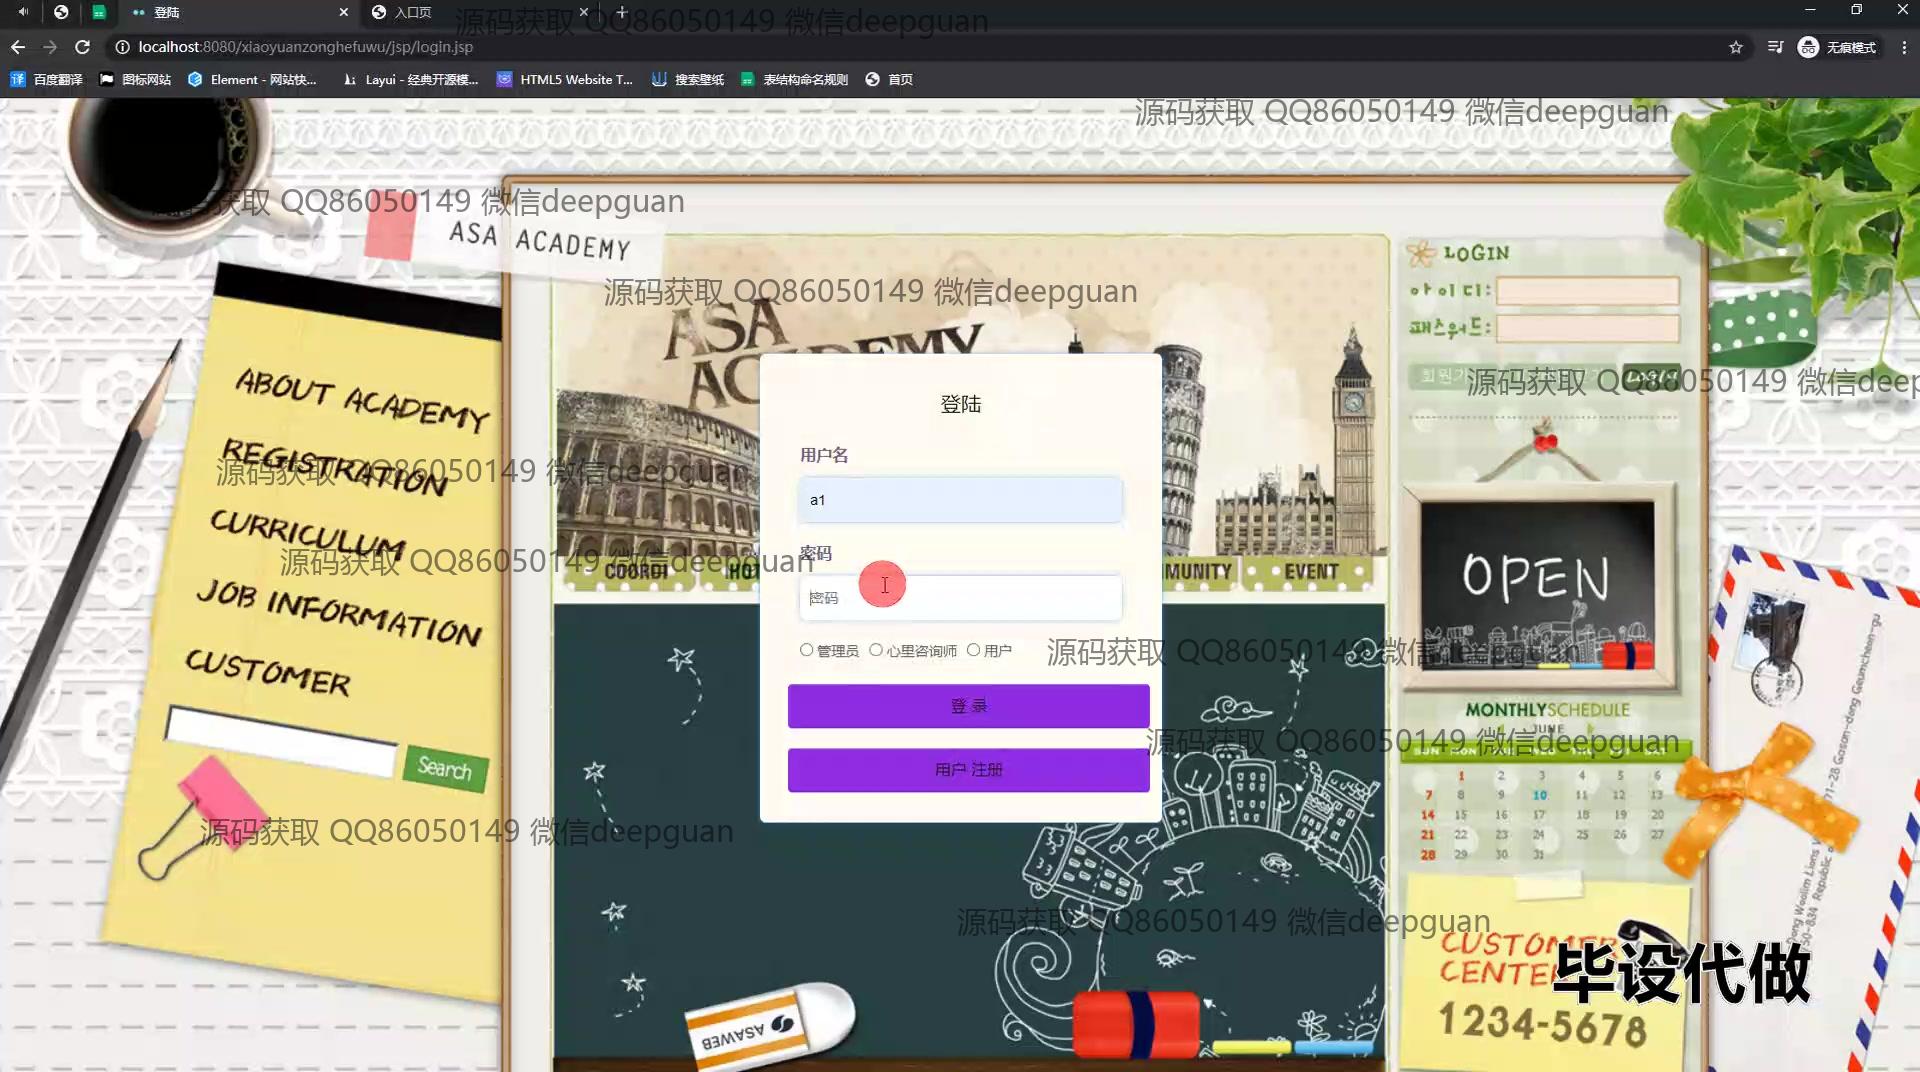 登陆
入口页
localhost:8080/xiaoyuanzonghefuwu/jsp/login.jsp
无痕模式
百度翻译
图标网站
Element - 网站快...
Layui - 经典开源模...
HTML5 Website T...
搜索壁纸
表结构命名规则
首页
源码获取 QQ86050149 微信deepguan
源码获取 QQ86050149 微信deepguan
获取 QQ86050149 微信deepguan
ASA ACADEMY
LOGIN
아이디:
패스워드:
源码获取 QQ86050149 微信deepguan
ASA
源码获取 QQ86050149 微信deep
ABOUT ACADEMY
REGISTRATION
CURRICULUM
JOB INFORMATION
CUSTOMER
Search
源码获取 QQ86050149 微信deepguan
源码获取 QQ86050149 微信deepguan
登陆
用户名
a1
密码
密码
管理员 心里咨询师 用户
登 录
用户 注册
EVENT
OPEN
源码获取 QQ86050149 微信deepguan
MONTHLYSCHEDULE
JUNE
源码获取 QQ86050149 微信deepguan
1 2 3 4 5 6
7 8 9 10 11 12 13
14 15 16 17 18 19 20
21 22 23 24 25 26 27
28 29 30 31
源码获取 QQ86050149 微信deepguan
源码获取 QQ86050149 微信deepguan
ASAWEB
CUSTOMER
CENTE
1234-5678
毕设代做